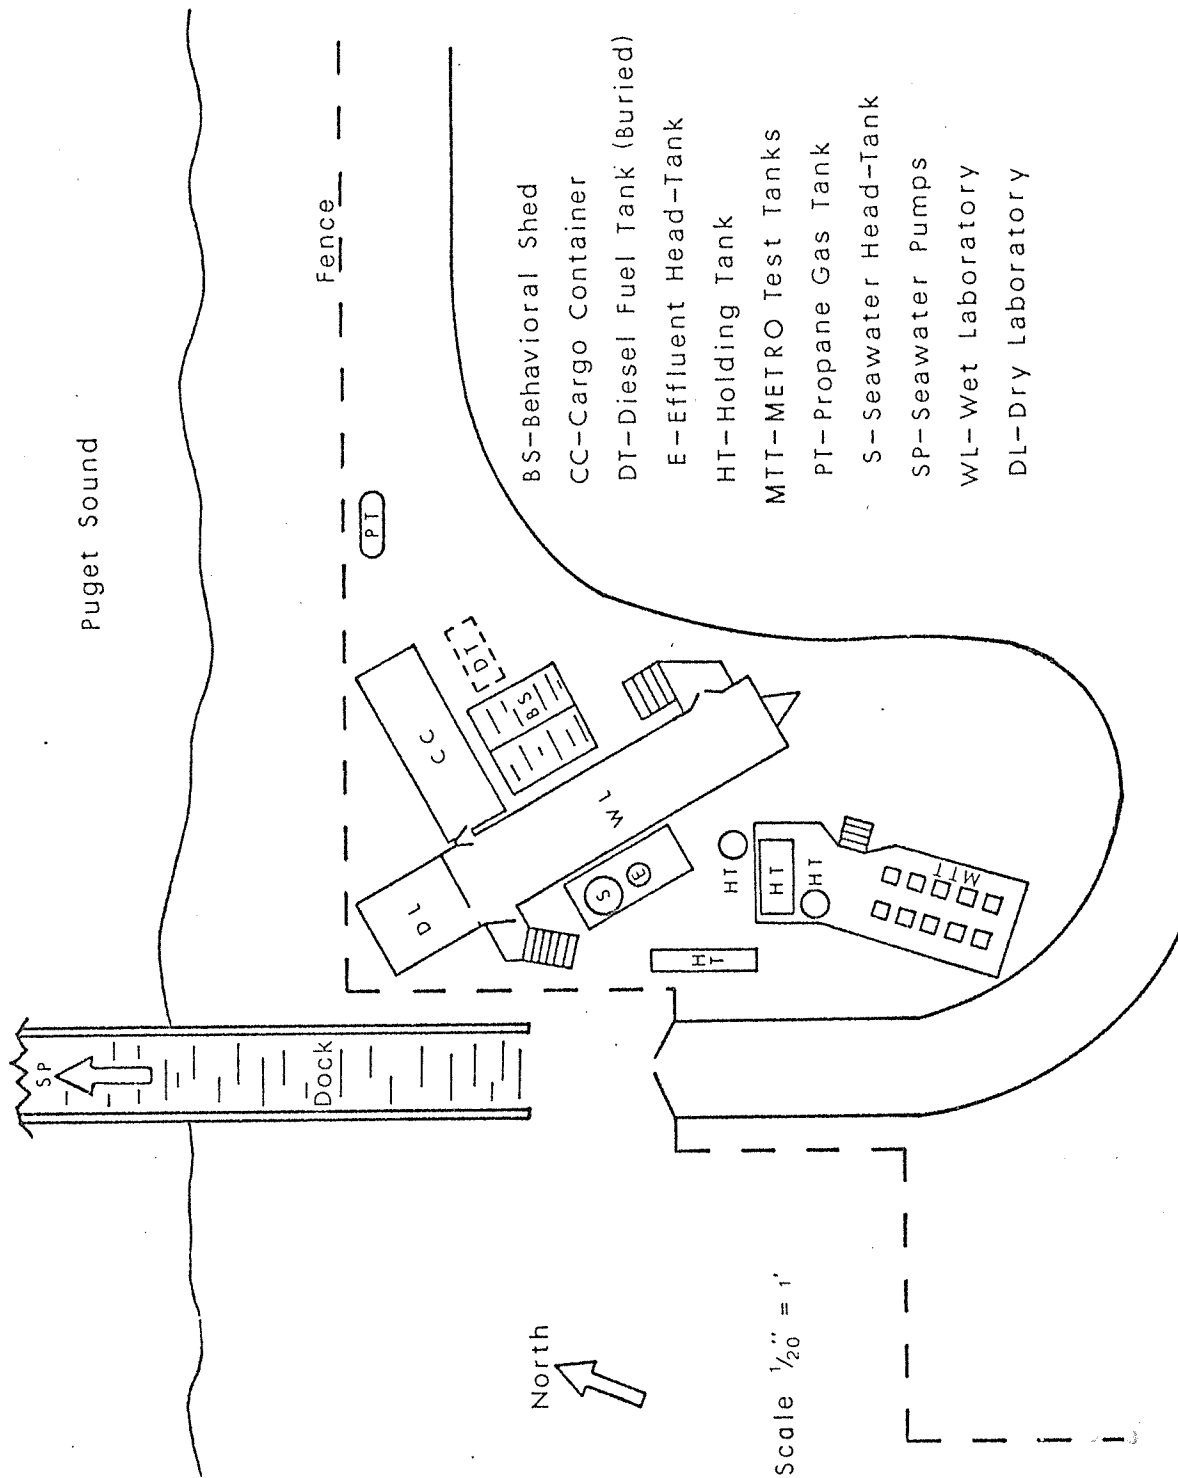 Puget Sound
Fence
PT
DT
CC
BS
WL
DL
S
E
HT
HT
HT
HT
MTT
SP
Dock
North
Scale 1/20" = 1'
BS-Behavioral Shed
CC-Cargo Container
DT-Diesel Fuel Tank (Buried)
E-Effluent Head-Tank
HT-Holding Tank
MTT-METRO Test Tanks
PT-Propane Gas Tank
S-Seawater Head-Tank
SP-Seawater Pumps
WL-Wet Laboratory
DL-Dry Laboratory